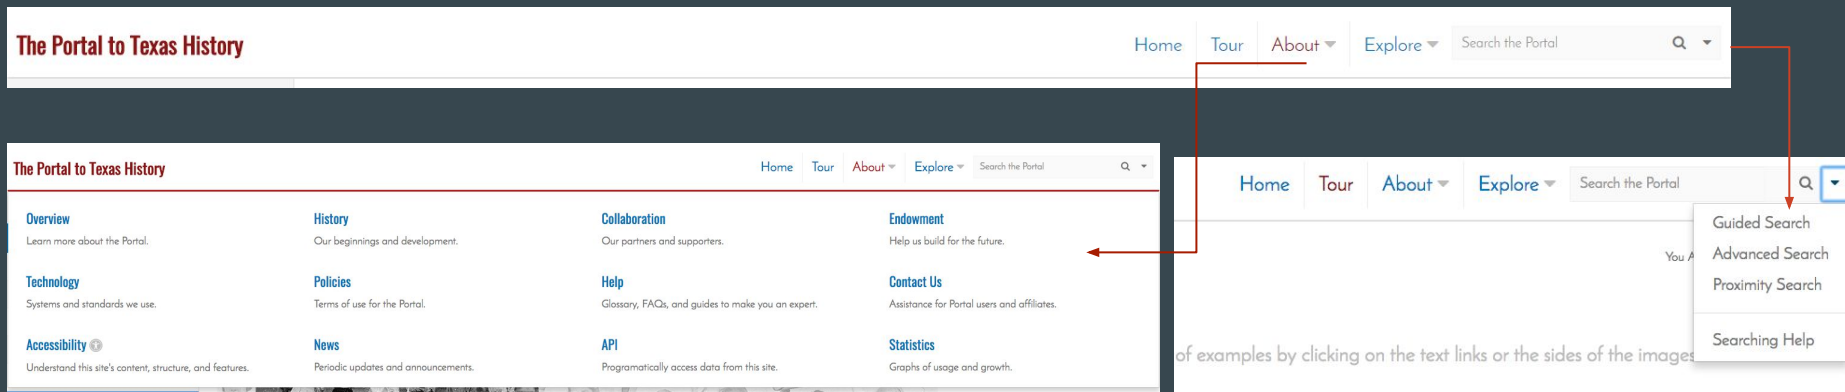 The Portal to Texas History
Home Tour About Explore Search the Portal
The Portal to Texas History
Home Tour About Explore Search the Portal
Overview History Collaboration Endowment
Learn more about the Portal. Our beginnings and development. Our partners and supporters. Help us build for the future.
Technology Policies Help Contact Us
Systems and standards we use. Terms of use for the Portal. Glossary, FAQs, and guides to make you an expert. Assistance for Portal users and affiliates.
Accessibility News API Statistics
Understand this site's content, structure, and features. Periodic updates and announcements. Programatically access data from this site. Graphs of usage and growth.
Home Tour About Explore Search the Portal
Guided Search
You
Advanced Search
Proximity Search
Searching Help
of examples by clicking on the text links or the sides of the images